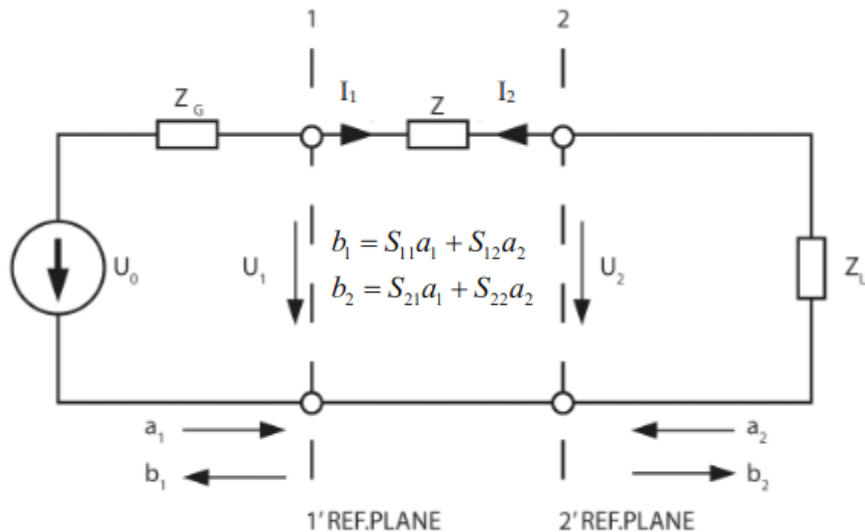 1 2
I₁ I₂
Z_G Z
b₁ = S₁₁a₁ + S₁₂a₂
U₀ U₁ U₂ Z_L
b₂ = S₂₁a₁ + S₂₂a₂
a₁ a₂
b₁ b₂
1' REF.PLANE 2' REF.PLANE